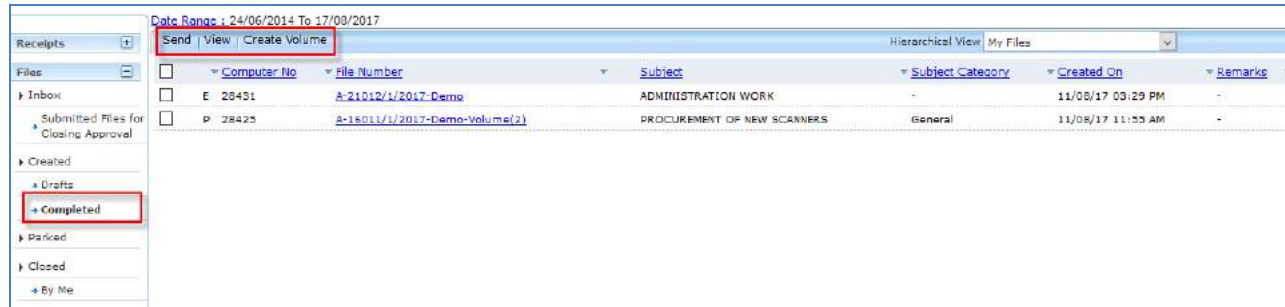 Date Range : 24/06/2014 To 17/08/2017
Receipts
Send View Create Volume
Hierarchical View My Files
Files
Computer No File Number Subject Subject Category Created On Remarks
Inbox
E 28431 A-21012/1/2017-Demo ADMINISTRATION WORK - 11/08/17 03:29 PM -
Submitted Files for
Closing Approval
P 28425 A-16011/1/2017-Demo-Volume(2) PROCUREMENT OF NEW SCANNERS General 11/08/17 11:55 AM -
Created
Drafts
Completed
Parked
Closed
By Me